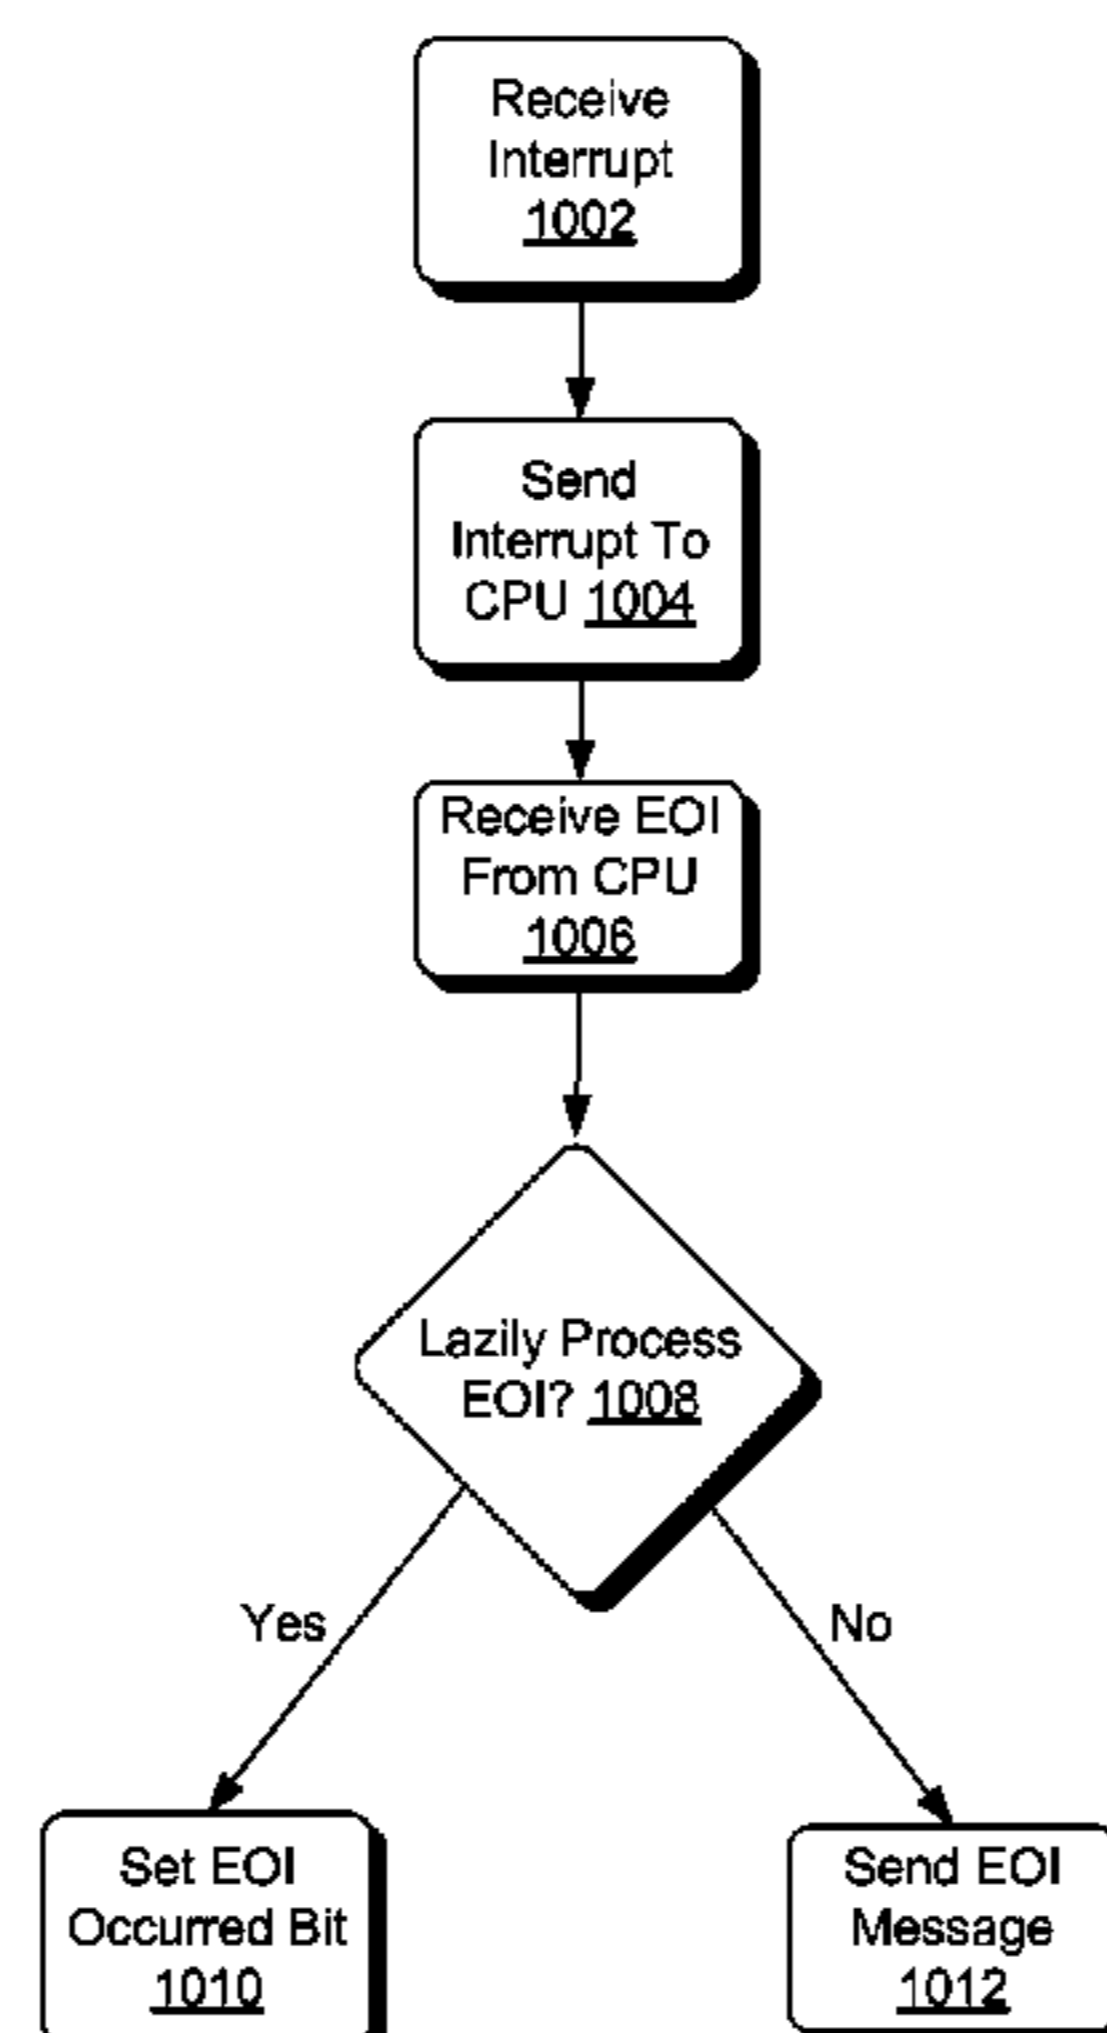 Receive
Interrupt
1002
Send
Interrupt To
CPU 1004
Receive EOI
From CPU
1006
Lazily Process
EOI? 1008
Yes
No
Set EOI
Occurred Bit
1010
Send EOI
Message
1012